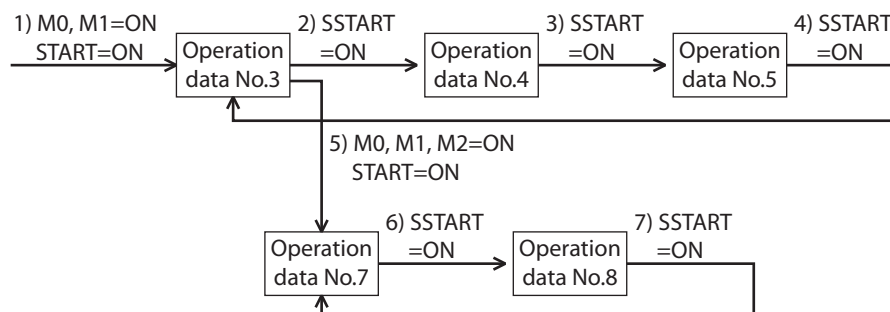 1) M0, M1=ON
START=ON
Operation
data No.3
2) SSTART
=ON
Operation
data No.4
3) SSTART
=ON
Operation
data No.5
4) SSTART
=ON
5) M0, M1, M2=ON
START=ON
Operation
data No.7
6) SSTART
=ON
Operation
data No.8
7) SSTART
=ON